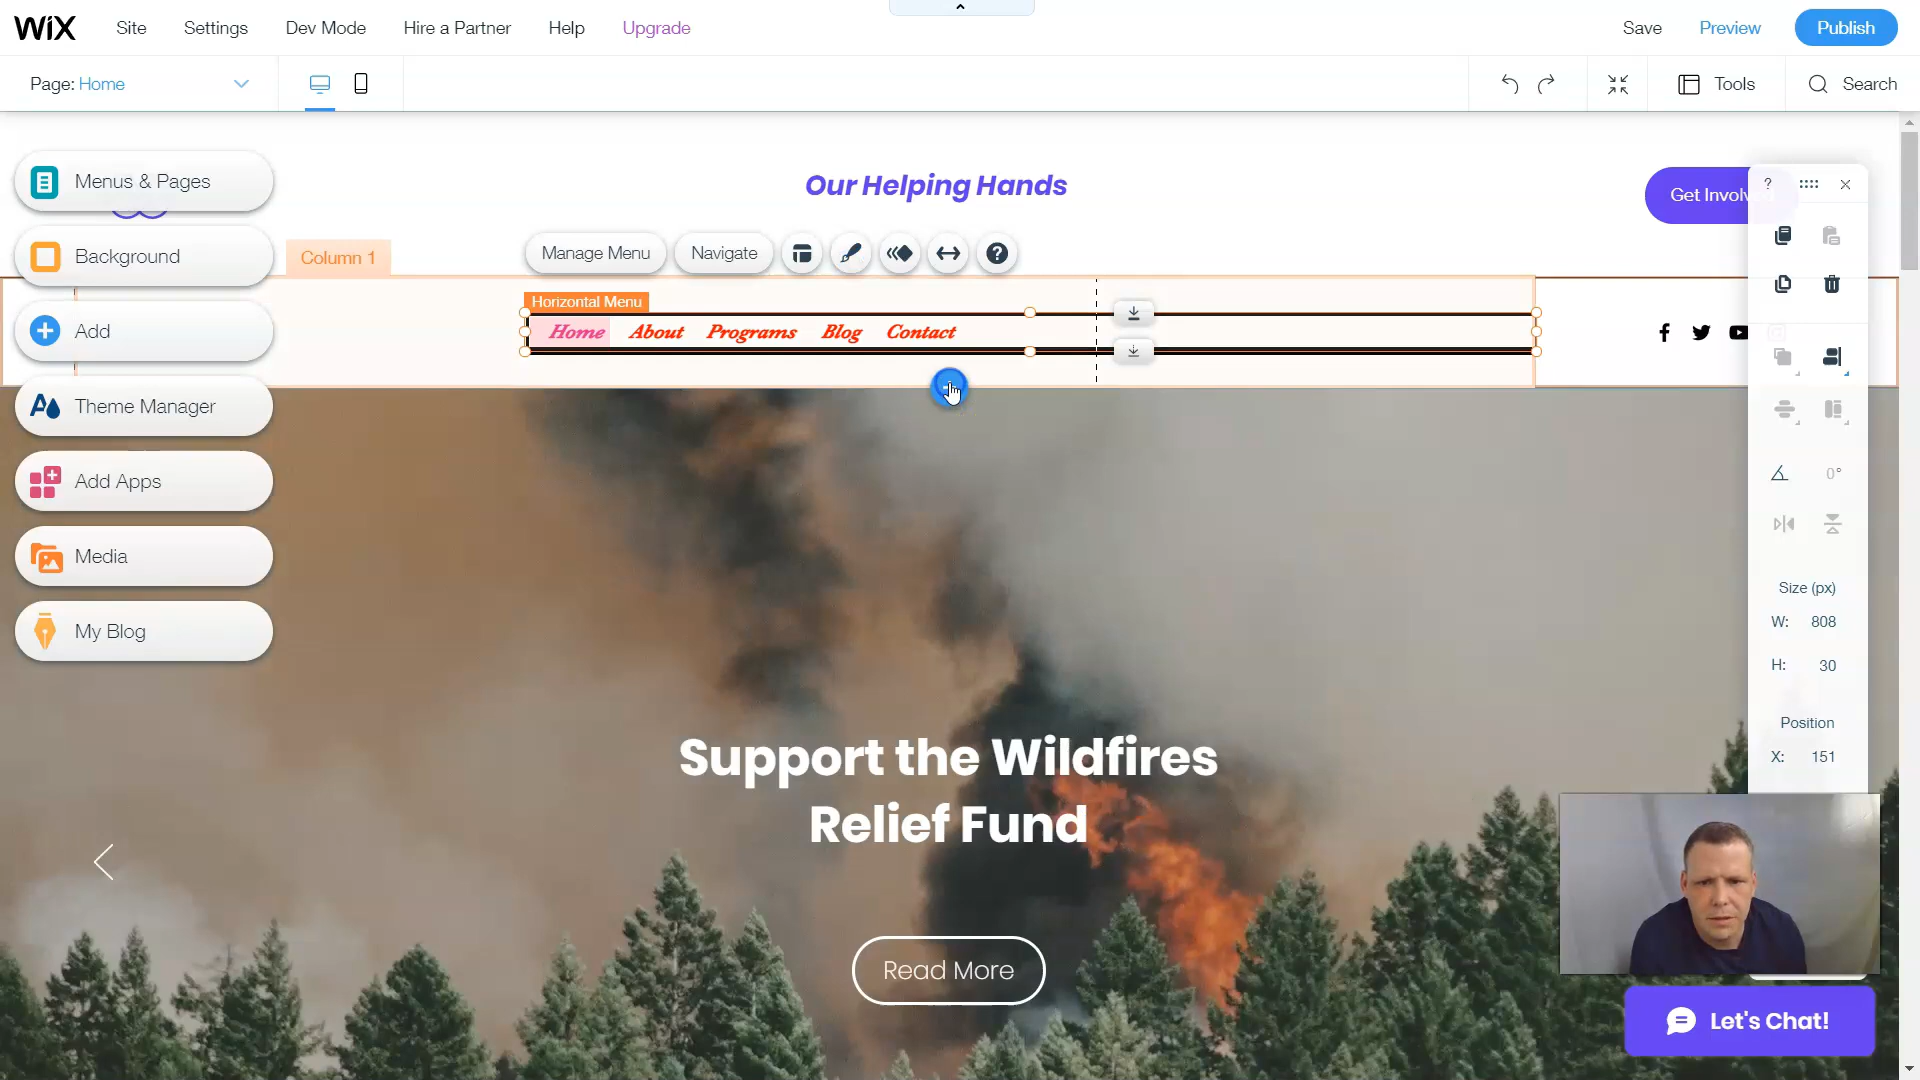 WiX Site Settings Dev Mode Hire a Partner Help Upgrade Save Preview Publish
Page: Home Tools Search
Our Helping Hands
Get Involv
Menus & Pages
Background
Add
Theme Manager
Add Apps
Media
My Blog
Column 1
Manage Menu Navigate
Horizontal Menu
Home About Programs Blog Contact
0°
Size (px)
W: 808
H: 30
Position
X: 151
Support the Wildfires
Relief Fund
Read More
Let's Chat!